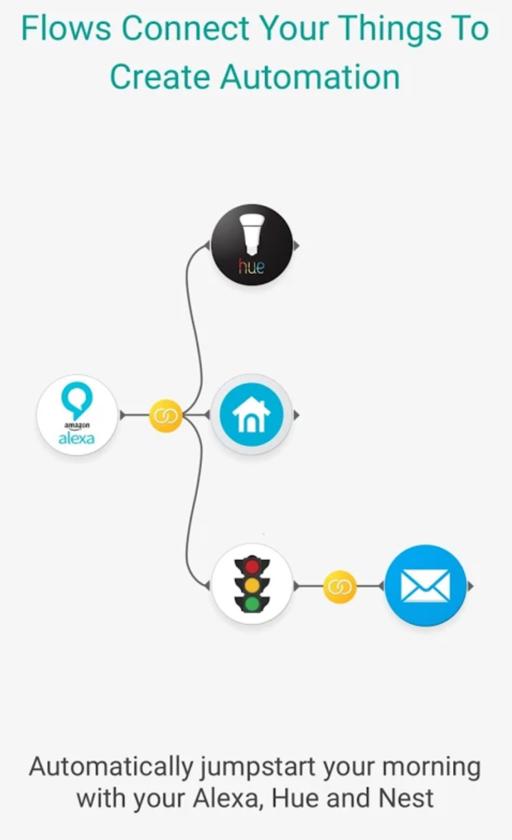 Flows Connect Your Things To
Create Automation
hue
amazon
alexa
Automatically jumpstart your morning
with your Alexa, Hue and Nest